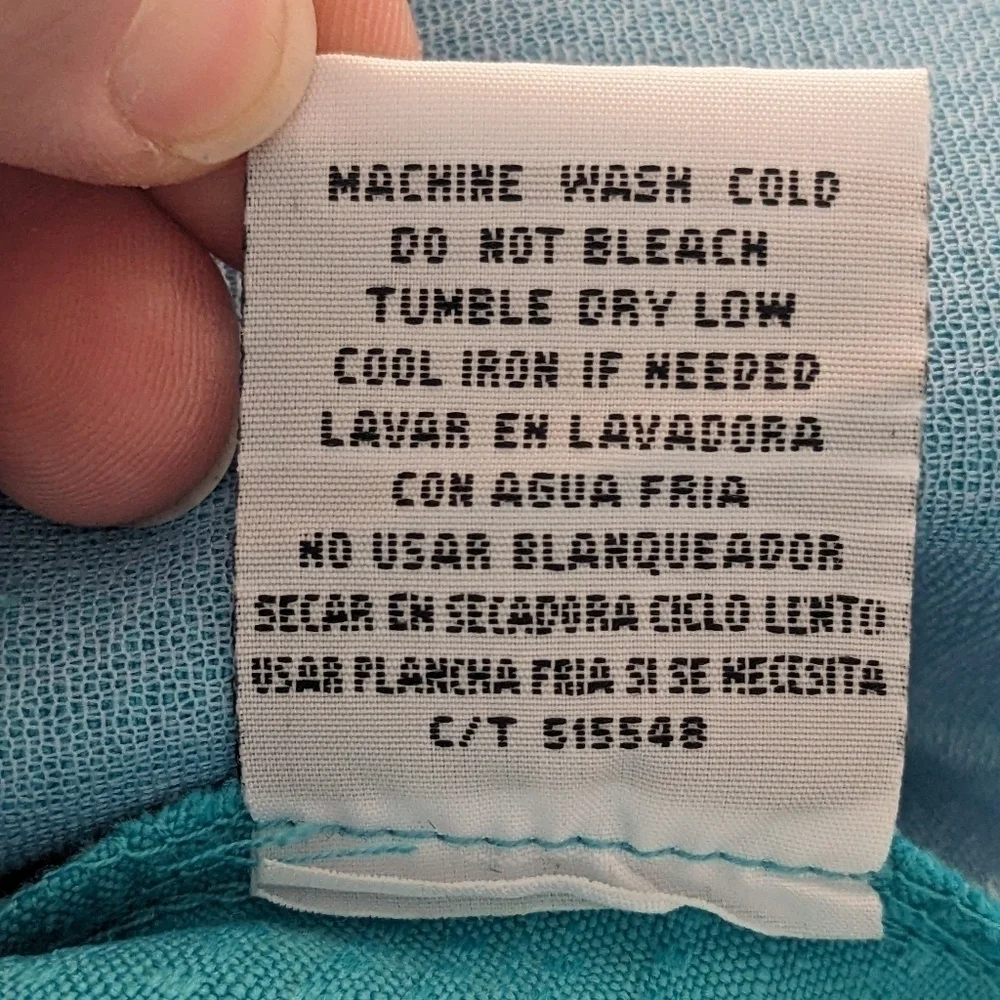 MACHINE WASH COLD
DO NOT BLEACH
TUMBLE DRY LOW
COOL IRON IF NEEDED
LAVAR EN LAVADORA
CON AGUA FRIA
NO USAR BLANQUEADOR
SECAR EN SECADORA CICLO LENTO
USAR PLANCHA FRIA SI SE NECESITA
C/T 515548